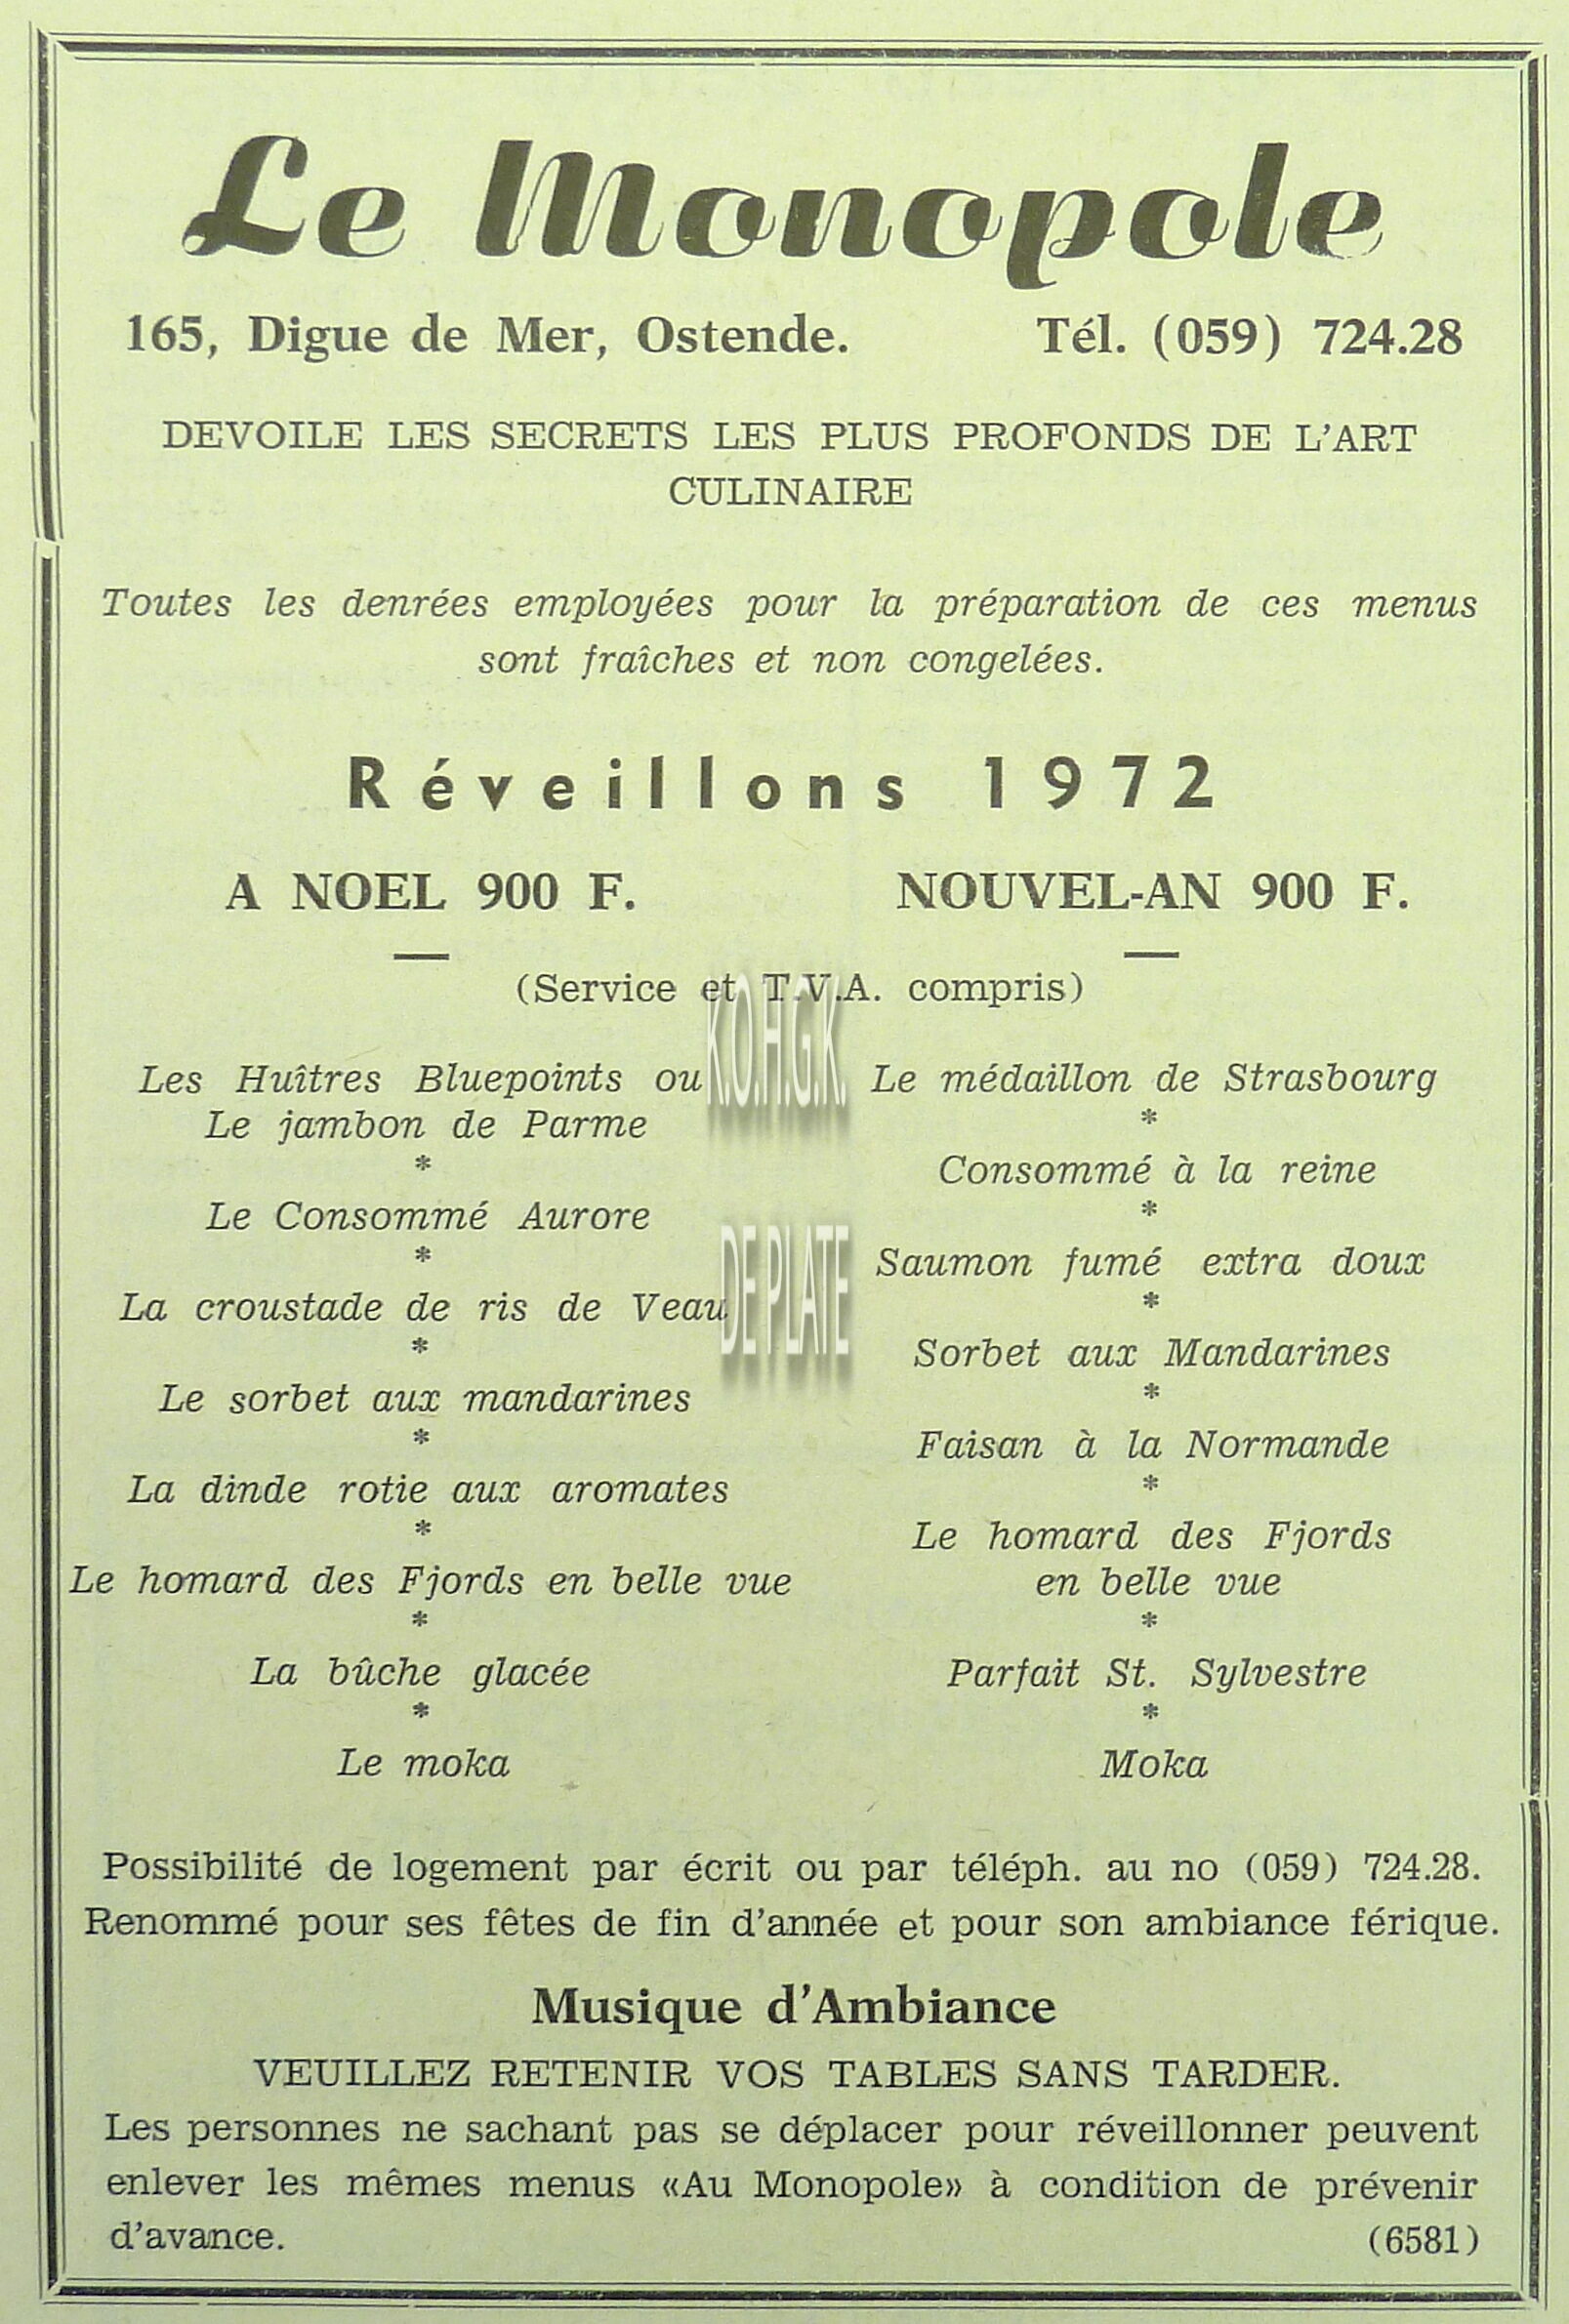 Le Monopole
165, Digue de Mer, Ostende. Tél. (059) 724.28
DEVOILE LES SECRETS LES PLUS PROFONDS DE L'ART
CULINAIRE
Toutes les denrées employées pour la préparation de ces menus
sont fraîches et non congelées.
Réveillons 1972
A NOEL 900 F.
NOUVEL-AN 900 F.
(Service et T.V.A. compris)
K.O.H.G.K.
DE PLATE
Les Huîtres Bluepoints ou
Le jambon de Parme
*
Le Consommé Aurore
*
La croustade de ris de Veau
*
Le sorbet aux mandarines
*
La dinde rotie aux aromates
*
Le homard des Fjords en belle vue
*
La bûche glacée
*
Le moka
Le médaillon de Strasbourg
*
Consommé à la reine
*
Saumon fumé extra doux
*
Sorbet aux Mandarines
*
Faisan à la Normande
*
Le homard des Fjords
en belle vue
*
Parfait St. Sylvestre
*
Moka
Possibilité de logement par écrit ou par téléph. au no (059) 724.28.
Renommé pour ses fêtes de fin d'année et pour son ambiance férique.
Musique d'Ambiance
VEUILLEZ RETENIR VOS TABLES SANS TARDER.
Les personnes ne sachant pas se déplacer pour réveillonner peuvent
enlever les mêmes menus «Au Monopole» à condition de prévenir
d'avance. (6581)